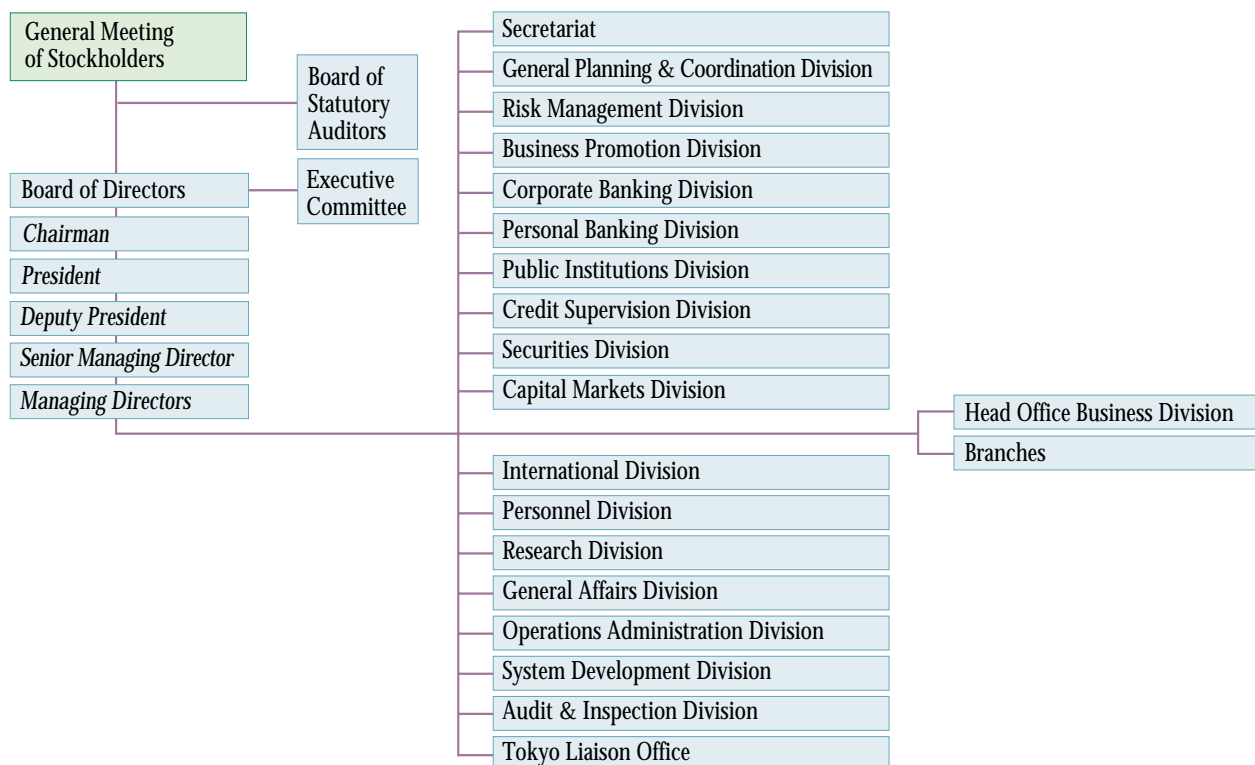 General Meeting
of Stockholders
Board of
Statutory
Auditors
Board of Directors
Executive
Committee
Chairman
President
Deputy President
Senior Managing Director
Managing Directors
Secretariat
General Planning & Coordination Division
Risk Management Division
Business Promotion Division
Corporate Banking Division
Personal Banking Division
Public Institutions Division
Credit Supervision Division
Securities Division
Capital Markets Division
International Division
Personnel Division
Research Division
General Affairs Division
Operations Administration Division
System Development Division
Audit & Inspection Division
Tokyo Liaison Office
Head Office Business Division
Branches